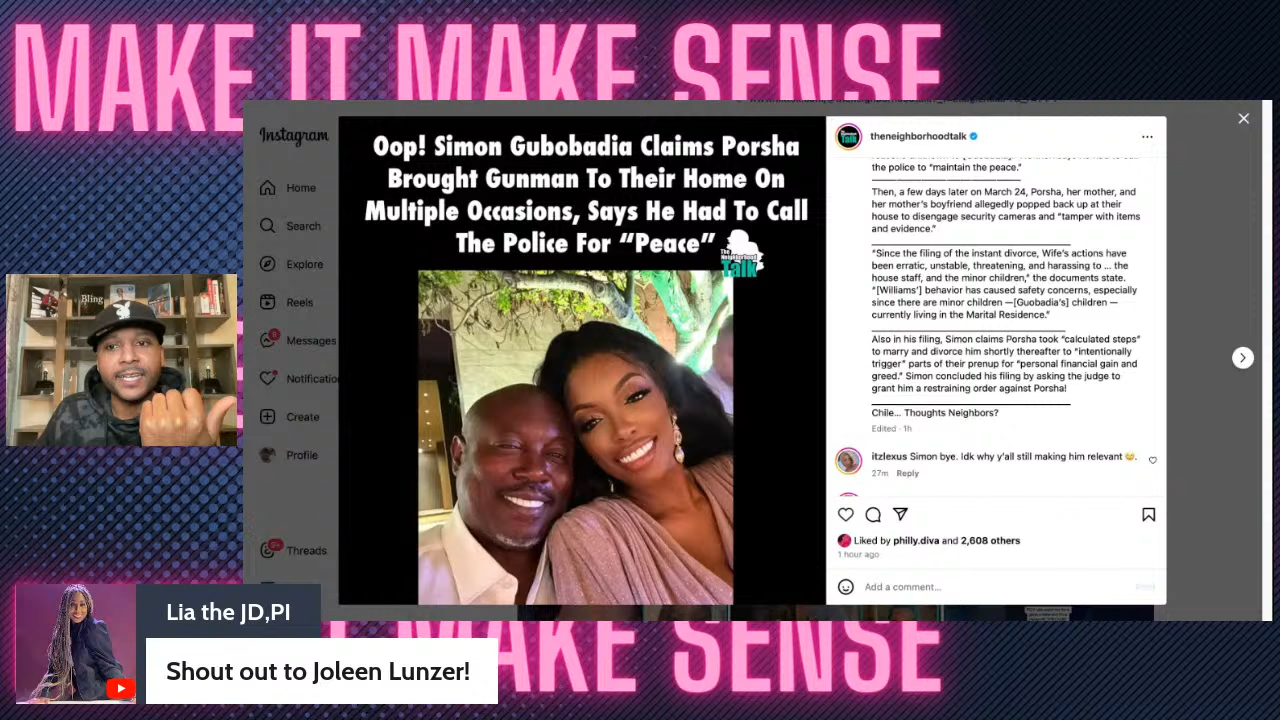 MAKE IT MAKE SENSE
Instagram
Home
Search
Explore
Reels
8
Messages
Notificatio
Create
Profile
9+
Threads
Bling
Oop! Simon Gubobadia Claims Porsha
Brought Gunman To Their Home On
Multiple Occasions, Says He Had To Call
The Police For “Peace”
The
Neighborhood
Talk
theneighborhoodtalk
the police to “maintain the peace.”
Then, a few days later on March 24, Porsha, her mother, and
her mother’s boyfriend allegedly popped back up at their
house to disengage security cameras and “tamper with items
and evidence.”
“Since the filing of the instant divorce, Wife’s actions have
been erratic, unstable, threatening, and harassing to ... the
house staff, and the minor children,” the documents state.
“[Williams’] behavior has caused safety concerns, especially
since there are minor children —[Guobadia’s] children —
currently living in the Marital Residence.”
Also in his filing, Simon claims Porsha took “calculated steps”
to marry and divorce him shortly thereafter to “intentionally
trigger” parts of their prenup for “personal financial gain and
greed.” Simon concluded his filing by asking the judge to
grant him a restraining order against Porsha!
Chile... Thoughts Neighbors?
Edited · 1h
itzlexus Simon bye. Idk why y’all still making him relevant 😩.
27m Reply
Liked by philly.diva and 2,608 others
1 hour ago
Add a comment...
Post
Lia the JD,PI
Shout out to Joleen Lunzer!
MAKE SENSE